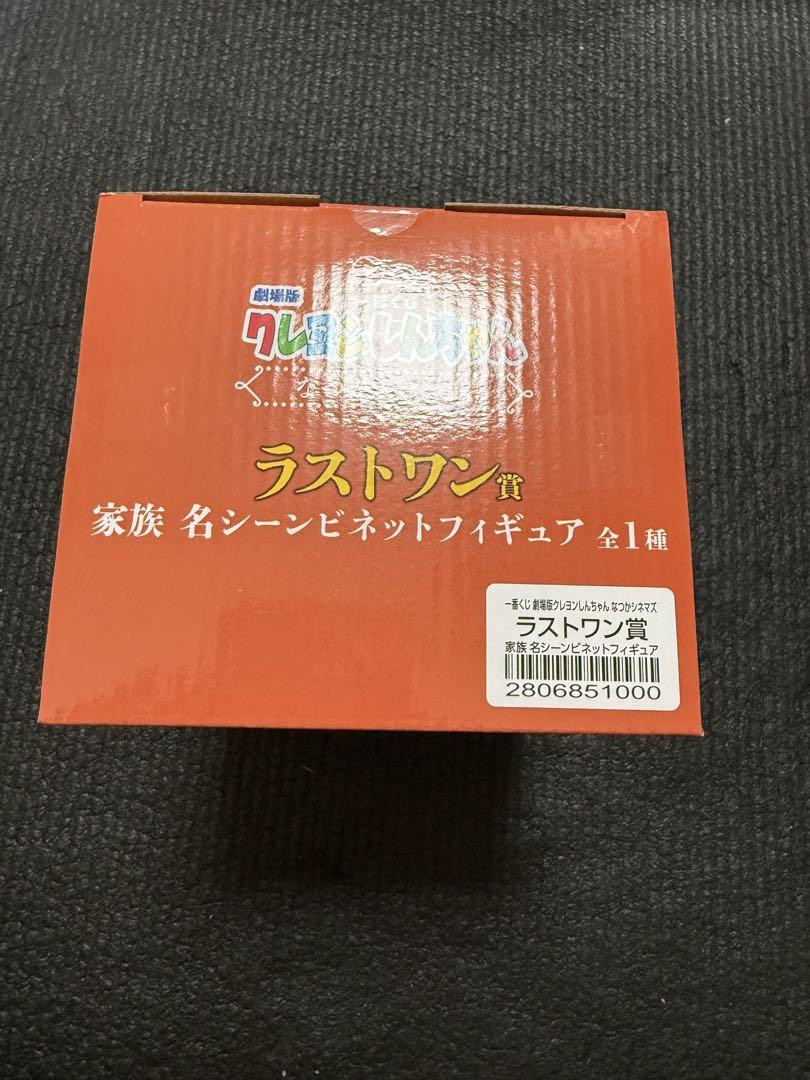 劇場版
クレヨンしんちゃん
な
ラストワン賞
家族 名シーンビネットフィギュア 全1種
一番くじ 劇場版クレヨンしんちゃん なつかシネマズ
ラストワン賞
家族 名シーンビネットフィギュア
2806851000